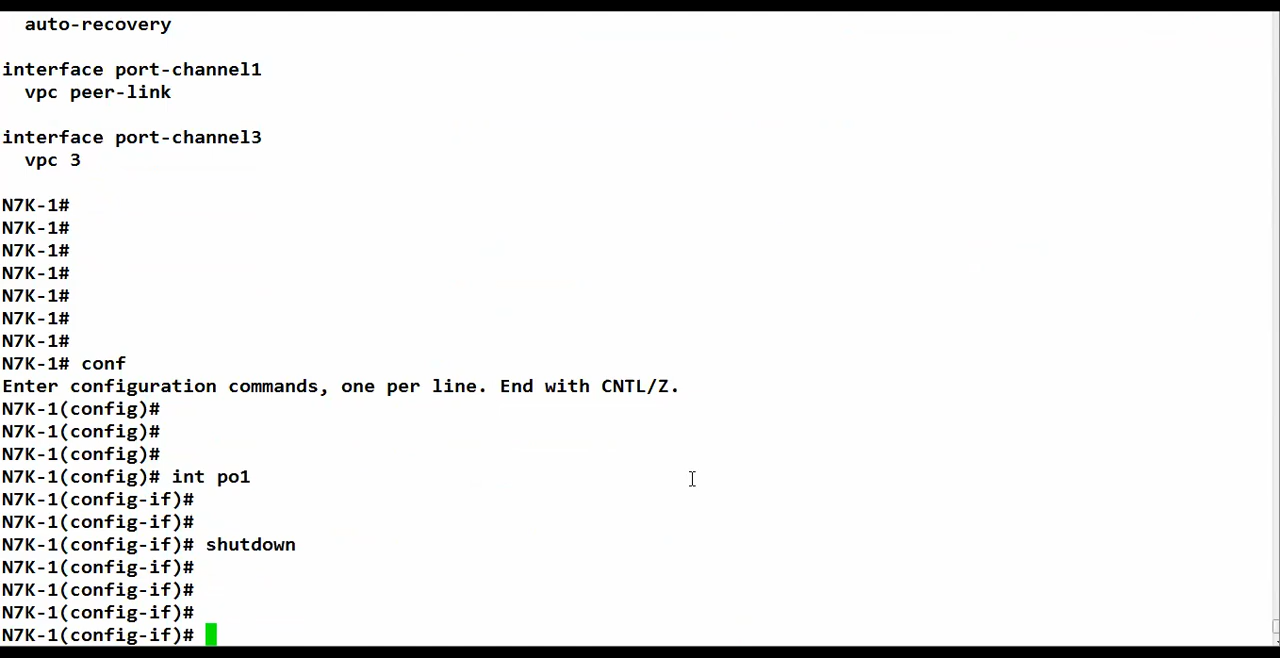 auto-recovery
interface port-channel1
vpc peer-link
interface port-channel3
vpc 3
N7K-1#
N7K-1#
N7K-1#
N7K-1#
N7K-1#
N7K-1#
N7K-1#
N7K-1# conf
Enter configuration commands, one per line. End with CNTL/Z.
N7K-1(config)#
N7K-1(config)#
N7K-1(config)#
N7K-1(config)# int po1
N7K-1(config-if)#
N7K-1(config-if)#
N7K-1(config-if)# shutdown
N7K-1(config-if)#
N7K-1(config-if)#
N7K-1(config-if)#
N7K-1(config-if)#